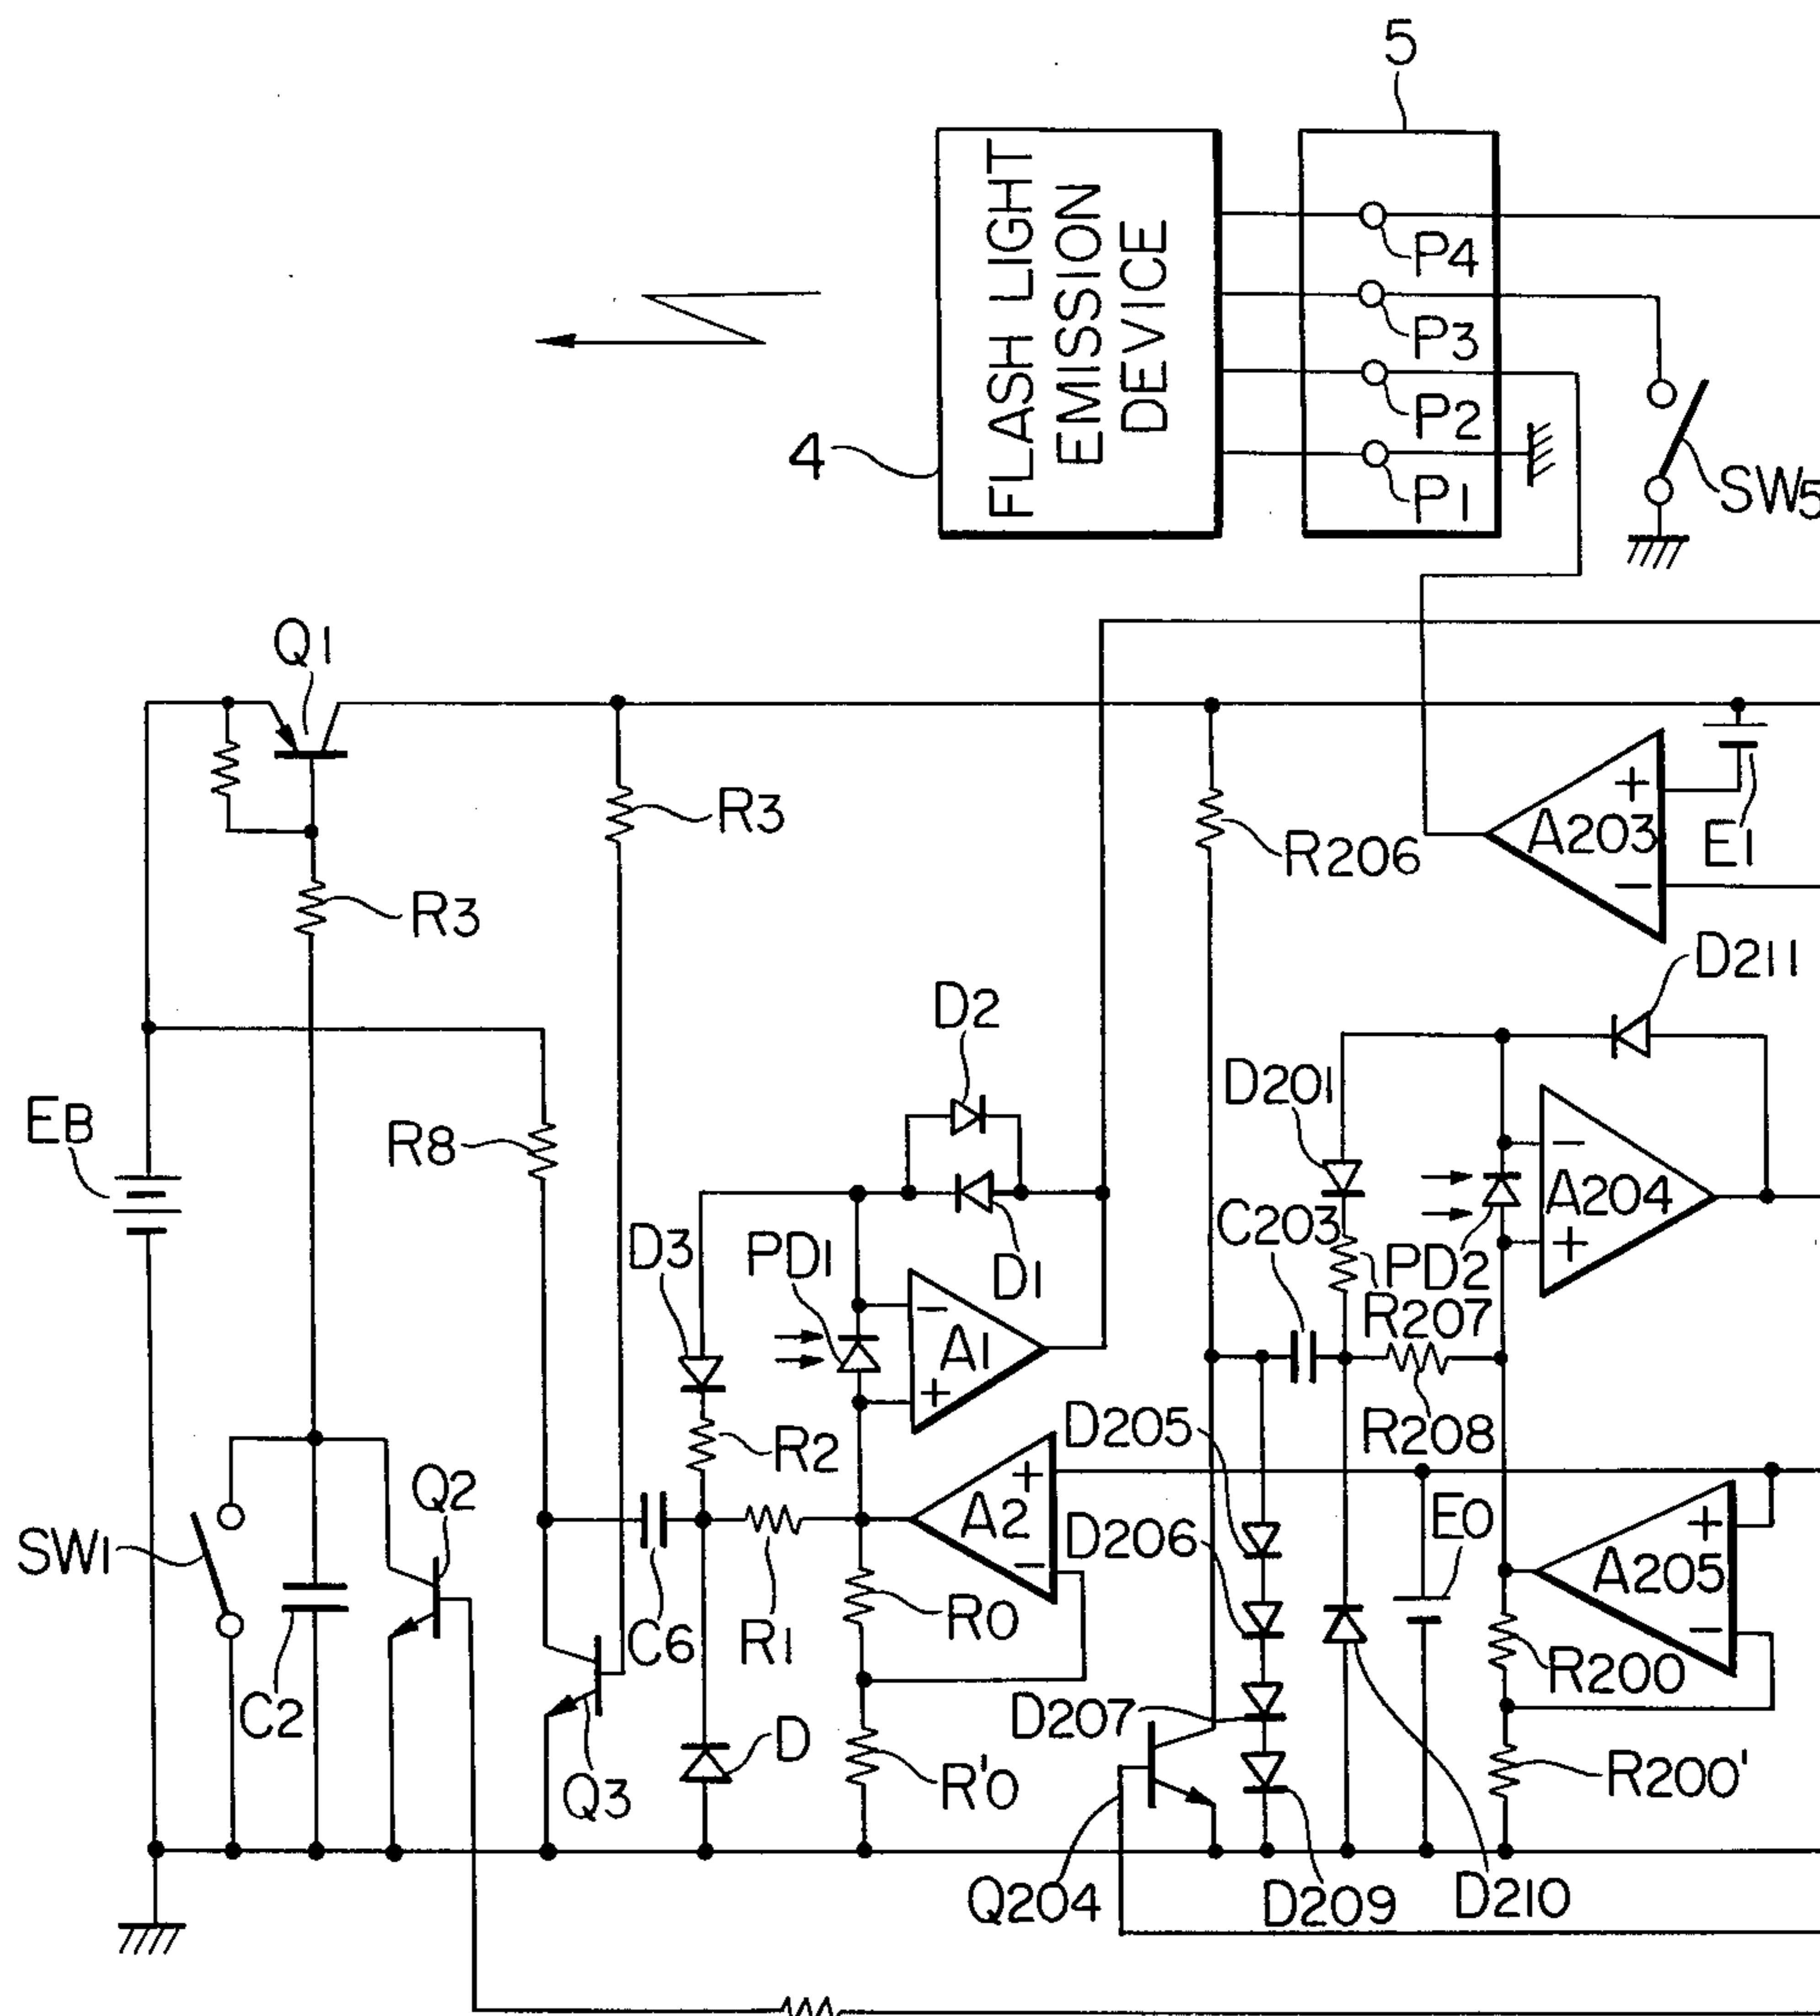 5
FLASH LIGHT
EMISSION
DEVICE
P4
P3
P2
P1
4
SW5
Q1
R3
R206
+
A203
−
E1
R3
D211
D2
D201
EB
R8
−
A204
+
C203
D3
PD1
D1
PD2
R207
−
A1
+
D205
R208
R2
Q2
+
A2
−
D206
E0
+
A205
−
SW1
C6
R1
R0
R200
C2
D207
Q3
D
R'0
R200'
Q204
D209
D210